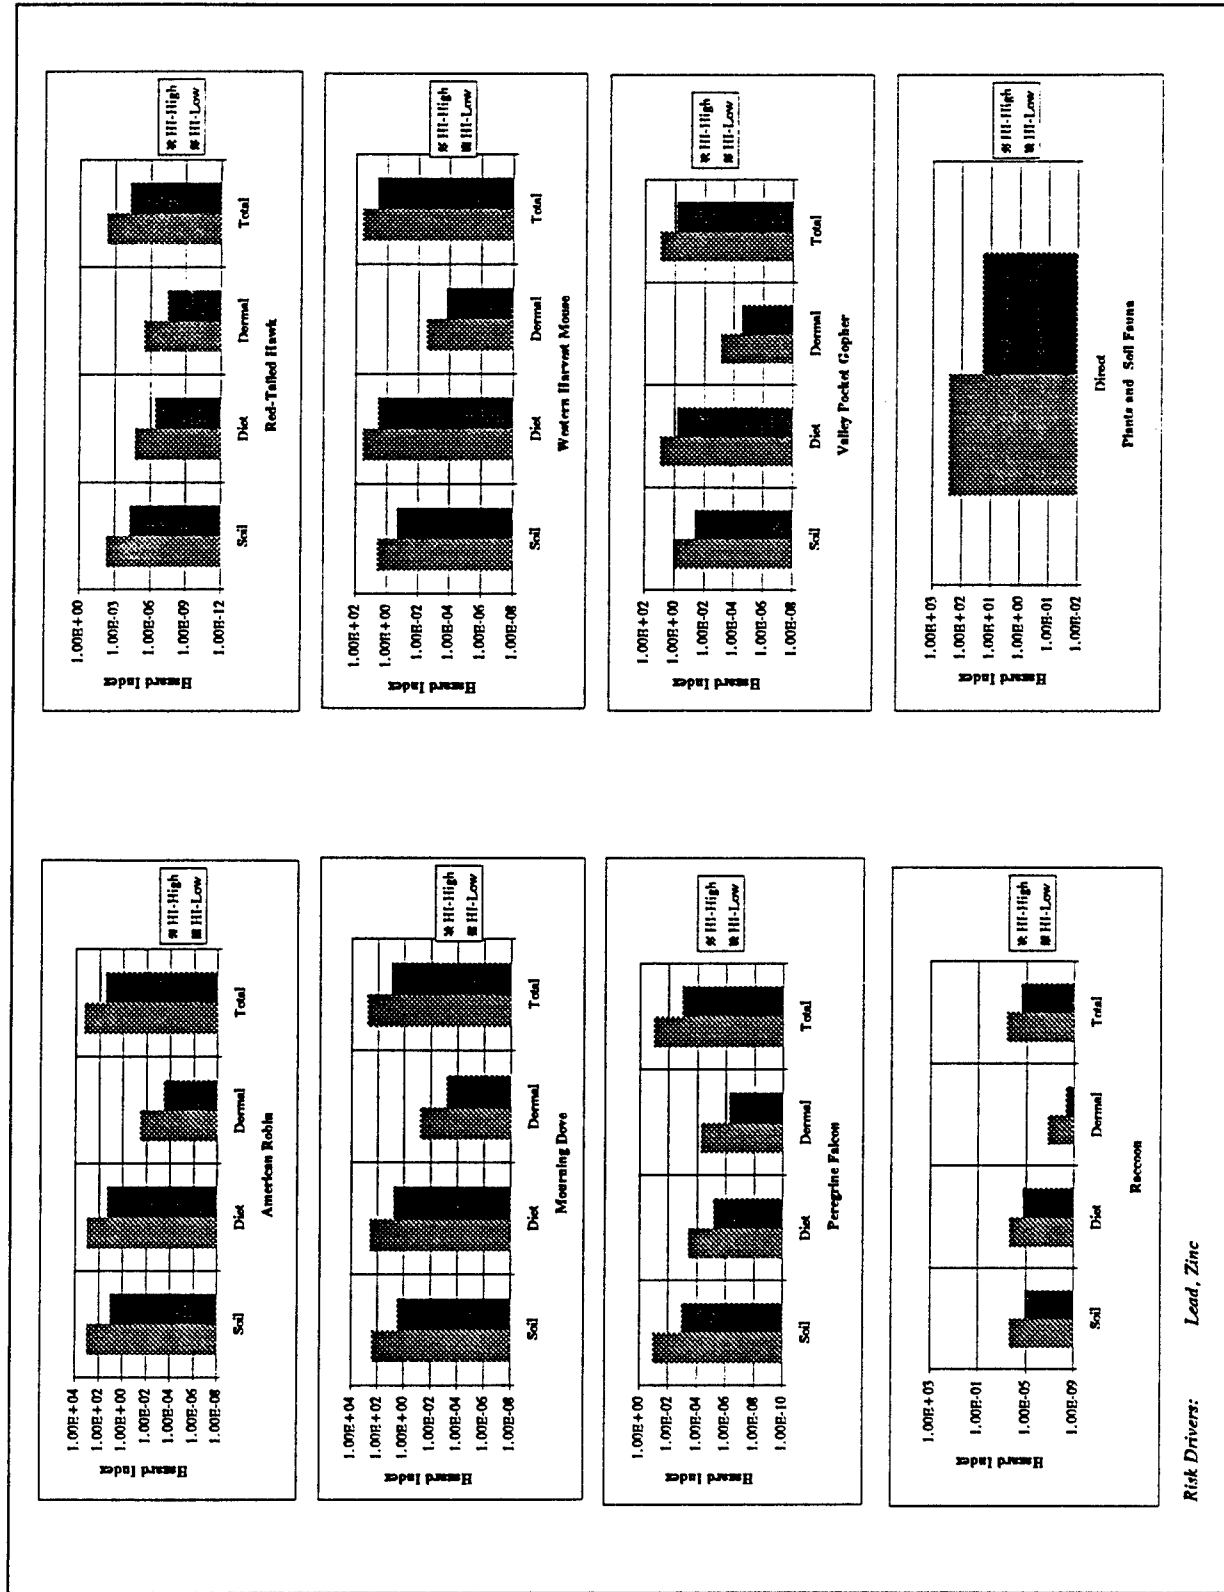 1.00E+04
1.00E+02
1.00E+00
1.00E-02
1.00E-04
1.00E-06
1.00E-08
Hazard Index
Soil Diet Dermal Total
American Robin
HI-High
HI-Low
1.00E+00
1.00E-03
1.00E-06
1.00E-09
1.00E-12
Hazard Index
Soil Diet Dermal Total
Red-Tailed Hawk
HI-High
HI-Low
1.00E+04
1.00E+02
1.00E+00
1.00E-02
1.00E-04
1.00E-06
1.00E-08
Hazard Index
Soil Diet Dermal Total
Mourning Dove
HI-High
HI-Low
1.00E+02
1.00E+00
1.00E-02
1.00E-04
1.00E-06
1.00E-08
Hazard Index
Soil Diet Dermal Total
Western Harvest Mouse
HI-High
HI-Low
1.00E+00
1.00E-02
1.00E-04
1.00E-06
1.00E-08
1.00E-10
Hazard Index
Soil Diet Dermal Total
Peregrine Falcon
HI-High
HI-Low
1.00E+02
1.00E+00
1.00E-02
1.00E-04
1.00E-06
1.00E-08
Hazard Index
Soil Diet Dermal Total
Valley Pocket Gopher
HI-High
HI-Low
1.00E+03
1.00E-01
1.00E-05
1.00E-09
Hazard Index
Soil Diet Dermal Total
Raccoon
HI-High
HI-Low
1.00E+03
1.00E+02
1.00E+01
1.00E+00
1.00E-01
1.00E-02
Hazard Index
Direct
Plants and Soil Fauna
HI-High
HI-Low
Risk Drivers: Lead, Zinc